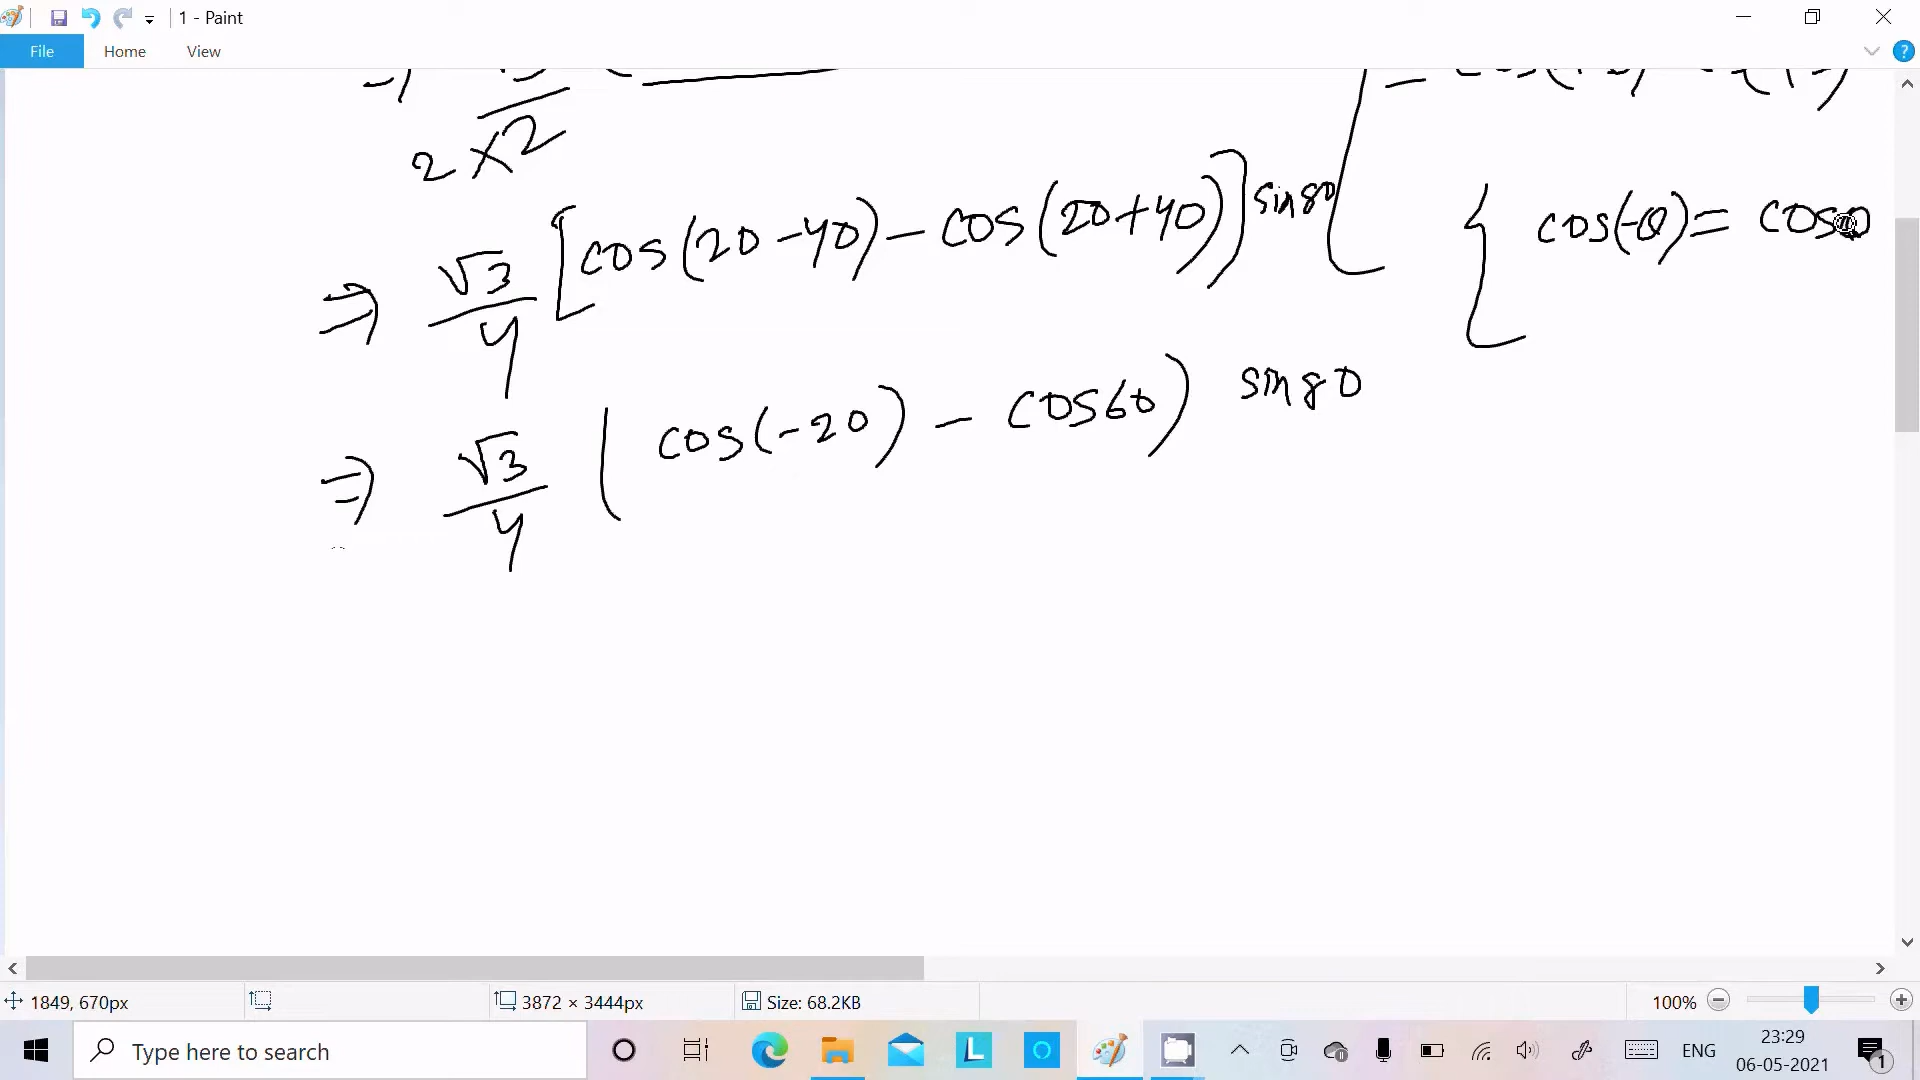 1 - Paint
File Home View
2 × 2
⇒ √3/4 [cos(20-40) - cos(20+40)] sin80
{ cos(-θ) = cosθ
⇒ √3/4 ( cos(-20) - cos60) sin80
1849, 670px 3872 × 3444px Size: 68.2KB 100%
Type here to search
ENG
23:29
06-05-2021
1